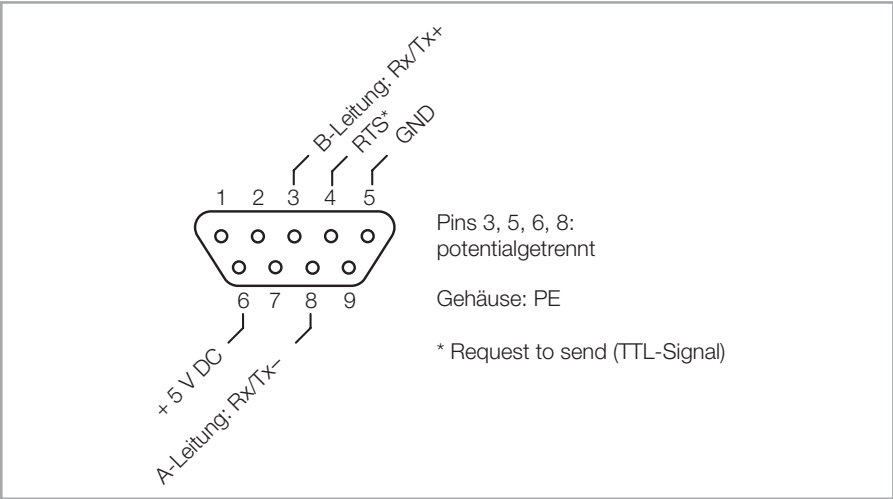 B-Leitung: Rx/Tx+
RTS*
GND
1 2 3 4 5
6 7 8 9
+ 5 V DC
A-Leitung: Rx/Tx–
Pins 3, 5, 6, 8:
potentialgetrennt
Gehäuse: PE
* Request to send (TTL-Signal)